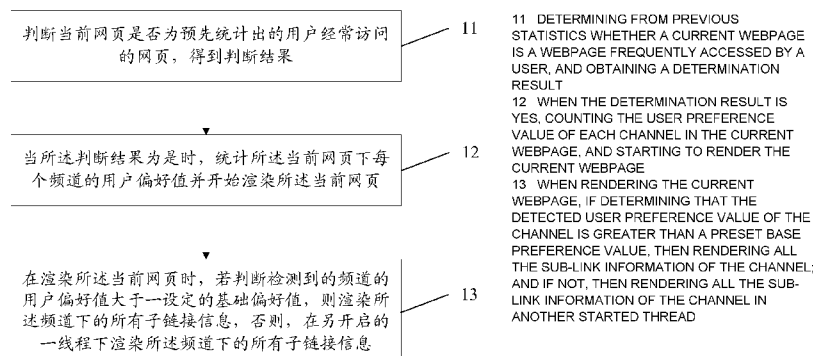 判断当前网页是否为预先统计出的用户经常访问
的网页，得到判断结果
11
当所述判断结果为是时，统计所述当前网页下每
个频道的用户偏好值并开始渲染所述当前网页
12
在渲染所述当前网页时，若判断检测到的频道的
用户偏好值大于一设定的基础偏好值，则渲染所
述频道下的所有子链接信息，否则，在另开启的
一线程下渲染所述频道下的所有子链接信息
13
11 DETERMINING FROM PREVIOUS
STATISTICS WHETHER A CURRENT WEBPAGE
IS A WEBPAGE FREQUENTLY ACCESSED BY A
USER, AND OBTAINING A DETERMINATION
RESULT
12 WHEN THE DETERMINATION RESULT IS
YES, COUNTING THE USER PREFERENCE
VALUE OF EACH CHANNEL IN THE CURRENT
WEBPAGE, AND STARTING TO RENDER THE
CURRENT WEBPAGE
13 WHEN RENDERING THE CURRENT
WEBPAGE, IF DETERMINING THAT THE
DETECTED USER PREFERENCE VALUE OF THE
CHANNEL IS GREATER THAN A PRESET BASE
PREFERENCE VALUE, THEN RENDERING ALL
THE SUB-LINK INFORMATION OF THE CHANNEL;
AND IF NOT, THEN RENDERING ALL THE SUB-
LINK INFORMATION OF THE CHANNEL IN
ANOTHER STARTED THREAD